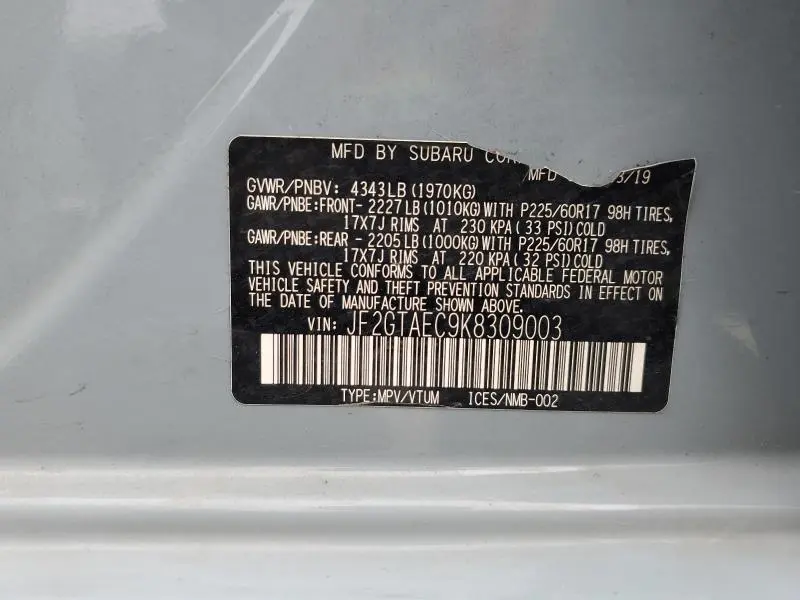 MFD BY SUBARU
MFD 3/19
GVWR/PNBV: 4343LB(1970KG)
GAWR/PNBE:FRONT- 2227LB(1010KG)WITH P225/60R17 98H TIRES,
17X7J RIMS AT 230 KPA( 33 PSI)COLD
GAWR/PNBE:REAR - 2205LB(1000KG)WITH P225/60R17 98H TIRES,
17X7J RIMS AT 220 KPA( 32 PSI)COLD
THIS VEHICLE CONFORMS TO ALL APPLICABLE FEDERAL MOTOR
VEHICLE SAFETY AND THEFT PREVENTION STANDARDS IN EFFECT ON
THE DATE OF MANUFACTURE SHOWN ABOVE.
VIN: JF2GTAEC9K8309003
TYPE:MPV/VTUM ICES/NMB-002